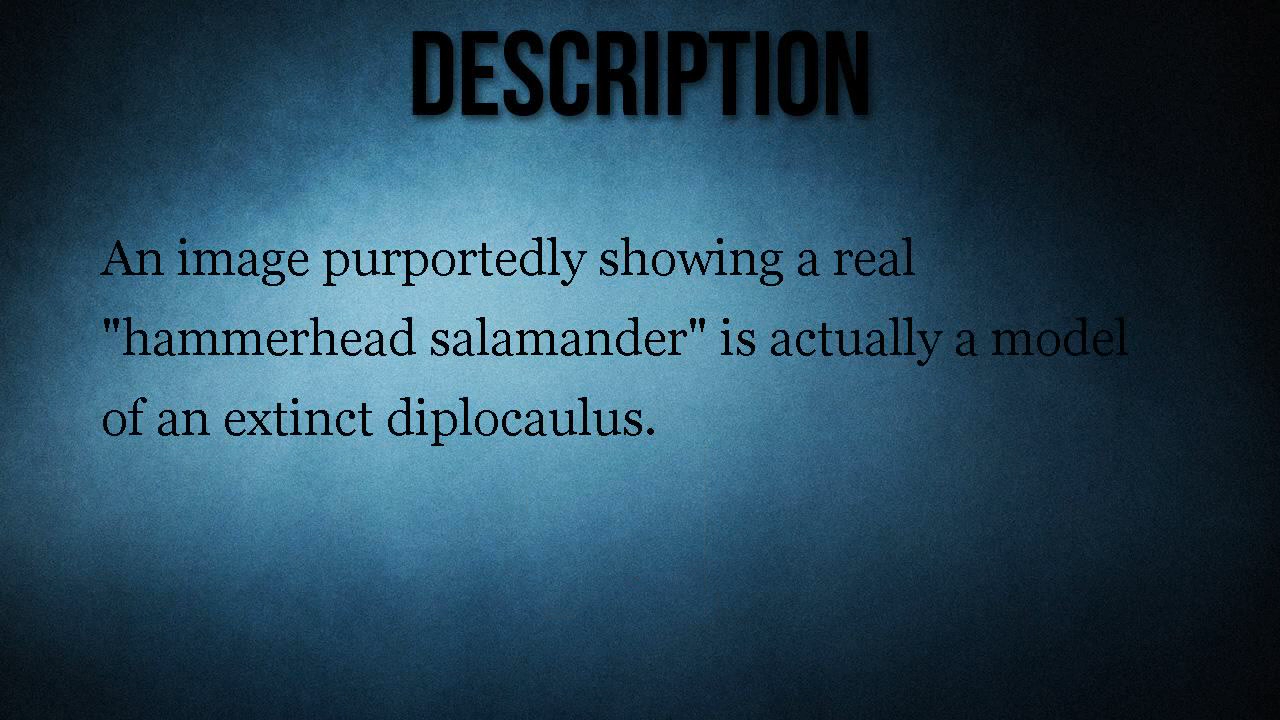 DESCRIPTION
An image purportedly showing a real
"hammerhead salamander" is actually a model
of an extinct diplocaulus.